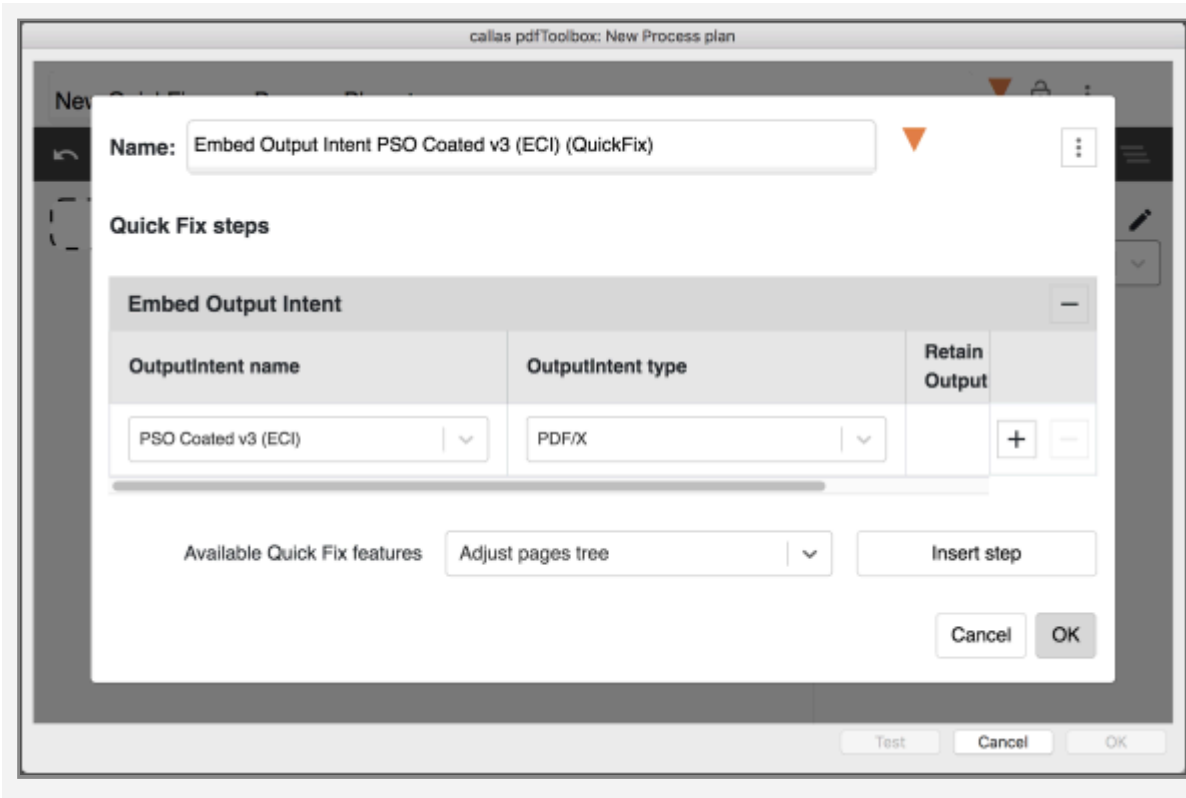 callas pdfToolbox: New Process plan
New
Name: Embed Output Intent PSO Coated v3 (ECI) (QuickFix)
Quick Fix steps
Embed Output Intent
OutputIntent name OutputIntent type Retain Output
PSO Coated v3 (ECI) PDF/X
Available Quick Fix features Adjust pages tree Insert step
Cancel OK
Test Cancel OK